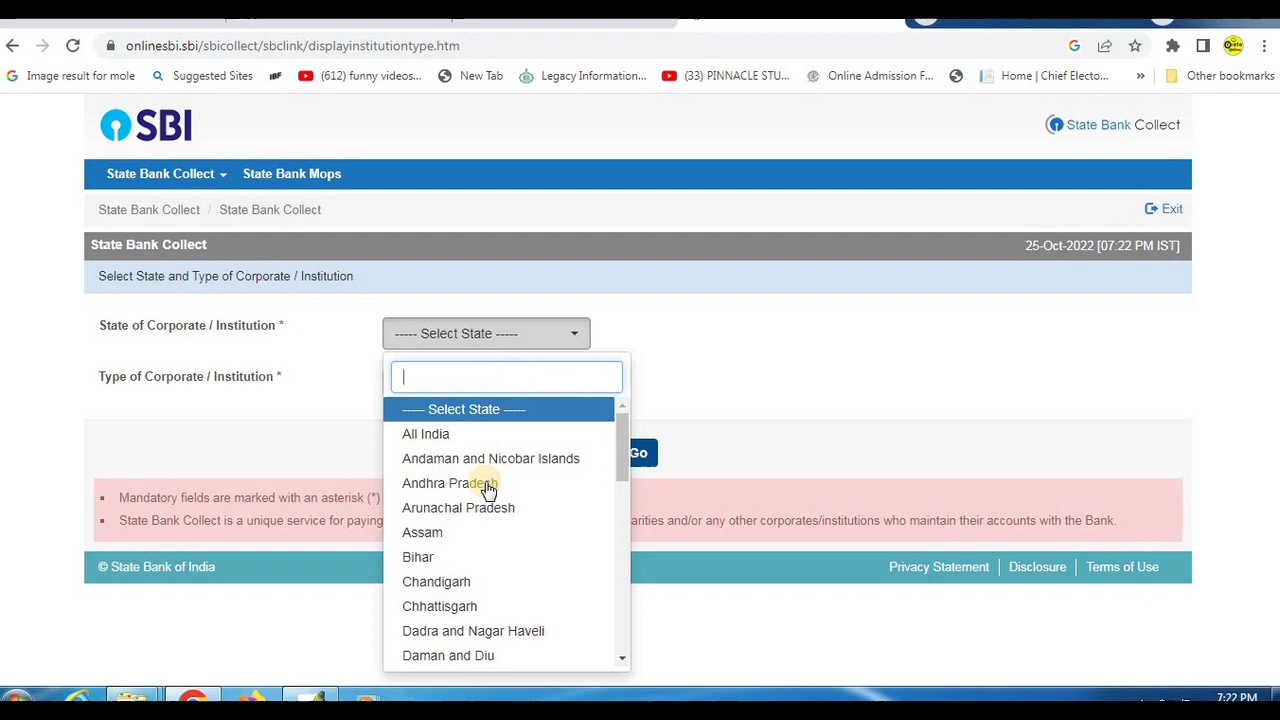 onlinesbi.sbi/sbicollect/sbclink/displayinstitutiontype.htm
Image result for mole
Suggested Sites
(612) funny videos...
New Tab
Legacy Information...
(33) PINNACLE STU...
Online Admission F...
Home | Chief Electo...
»
Other bookmarks
SBI
State Bank Collect
State Bank Collect
State Bank Mops
State Bank Collect / State Bank Collect
Exit
State Bank Collect
25-Oct-2022 [07:22 PM IST]
Select State and Type of Corporate / Institution
State of Corporate / Institution *
----- Select State -----
Type of Corporate / Institution *
----- Select State -----
All India
Andaman and Nicobar Islands
Andhra Pradesh
Arunachal Pradesh
Assam
Bihar
Chandigarh
Chhattisgarh
Dadra and Nagar Haveli
Daman and Diu
Go
Mandatory fields are marked with an asterisk (*)
State Bank Collect is a unique service for paying arities and/or any other corporates/institutions who maintain their accounts with the Bank.
© State Bank of India
Privacy Statement
Disclosure
Terms of Use
7:22 PM